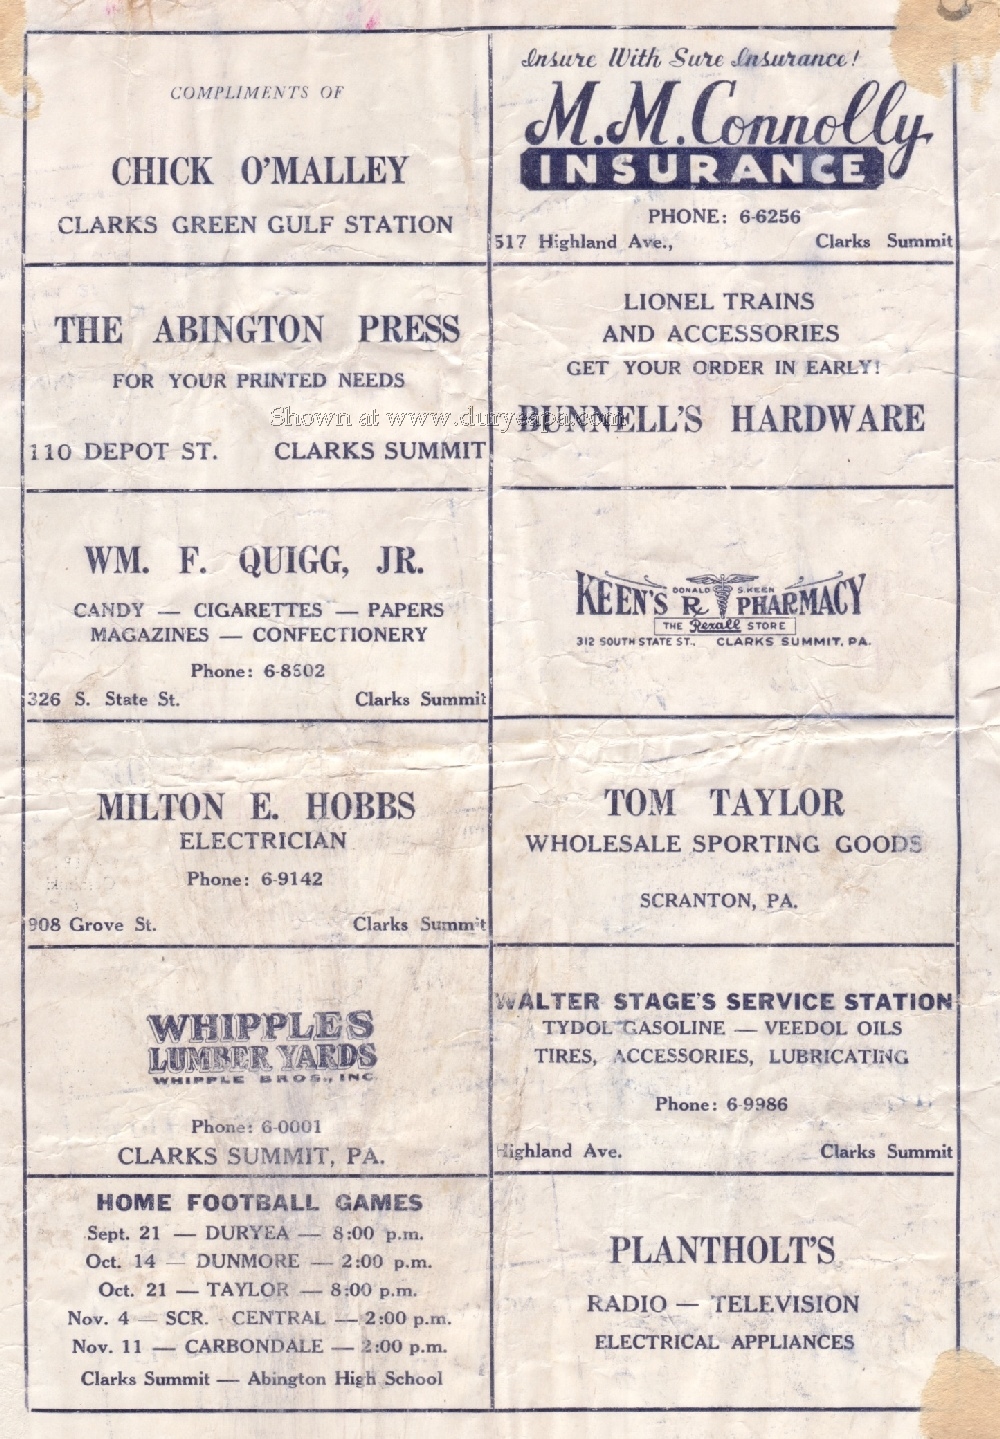 COMPLIMENTS OF
CHICK O'MALLEY
CLARKS GREEN GULF STATION
Insure With Sure Insurance!
M.M. Connolly
INSURANCE
PHONE: 6-6256
517 Highland Ave., Clarks Summit
THE ABINGTON PRESS
FOR YOUR PRINTED NEEDS
110 DEPOT ST. CLARKS SUMMIT
LIONEL TRAINS
AND ACCESSORIES
GET YOUR ORDER IN EARLY!
BUNNELL'S HARDWARE
Shown at www.duryeapa.com
WM. F. QUIGG, JR.
CANDY — CIGARETTES — PAPERS
MAGAZINES — CONFECTIONERY
Phone: 6-8502
326 S. State St. Clarks Summit
KEEN'S Rx PHARMACY
DONALD S. KEEN
THE Rexall STORE
312 SOUTH STATE ST., CLARKS SUMMIT, PA.
MILTON E. HOBBS
ELECTRICIAN
Phone: 6-9142
908 Grove St. Clarks Summit
TOM TAYLOR
WHOLESALE SPORTING GOODS
SCRANTON, PA.
WHIPPLES
LUMBER YARDS
WHIPPLE BROS., INC.
Phone: 6-0001
CLARKS SUMMIT, PA.
WALTER STAGE'S SERVICE STATION
TYDOL GASOLINE — VEEDOL OILS
TIRES, ACCESSORIES, LUBRICATING
Phone: 6-9986
Highland Ave. Clarks Summit
HOME FOOTBALL GAMES
Sept. 21 — DURYEA — 8:00 p.m.
Oct. 14 — DUNMORE — 2:00 p.m.
Oct. 21 — TAYLOR — 8:00 p.m.
Nov. 4 — SCR. CENTRAL — 2:00 p.m.
Nov. 11 — CARBONDALE — 2:00 p.m.
Clarks Summit — Abington High School
PLANTHOLT'S
RADIO — TELEVISION
ELECTRICAL APPLIANCES